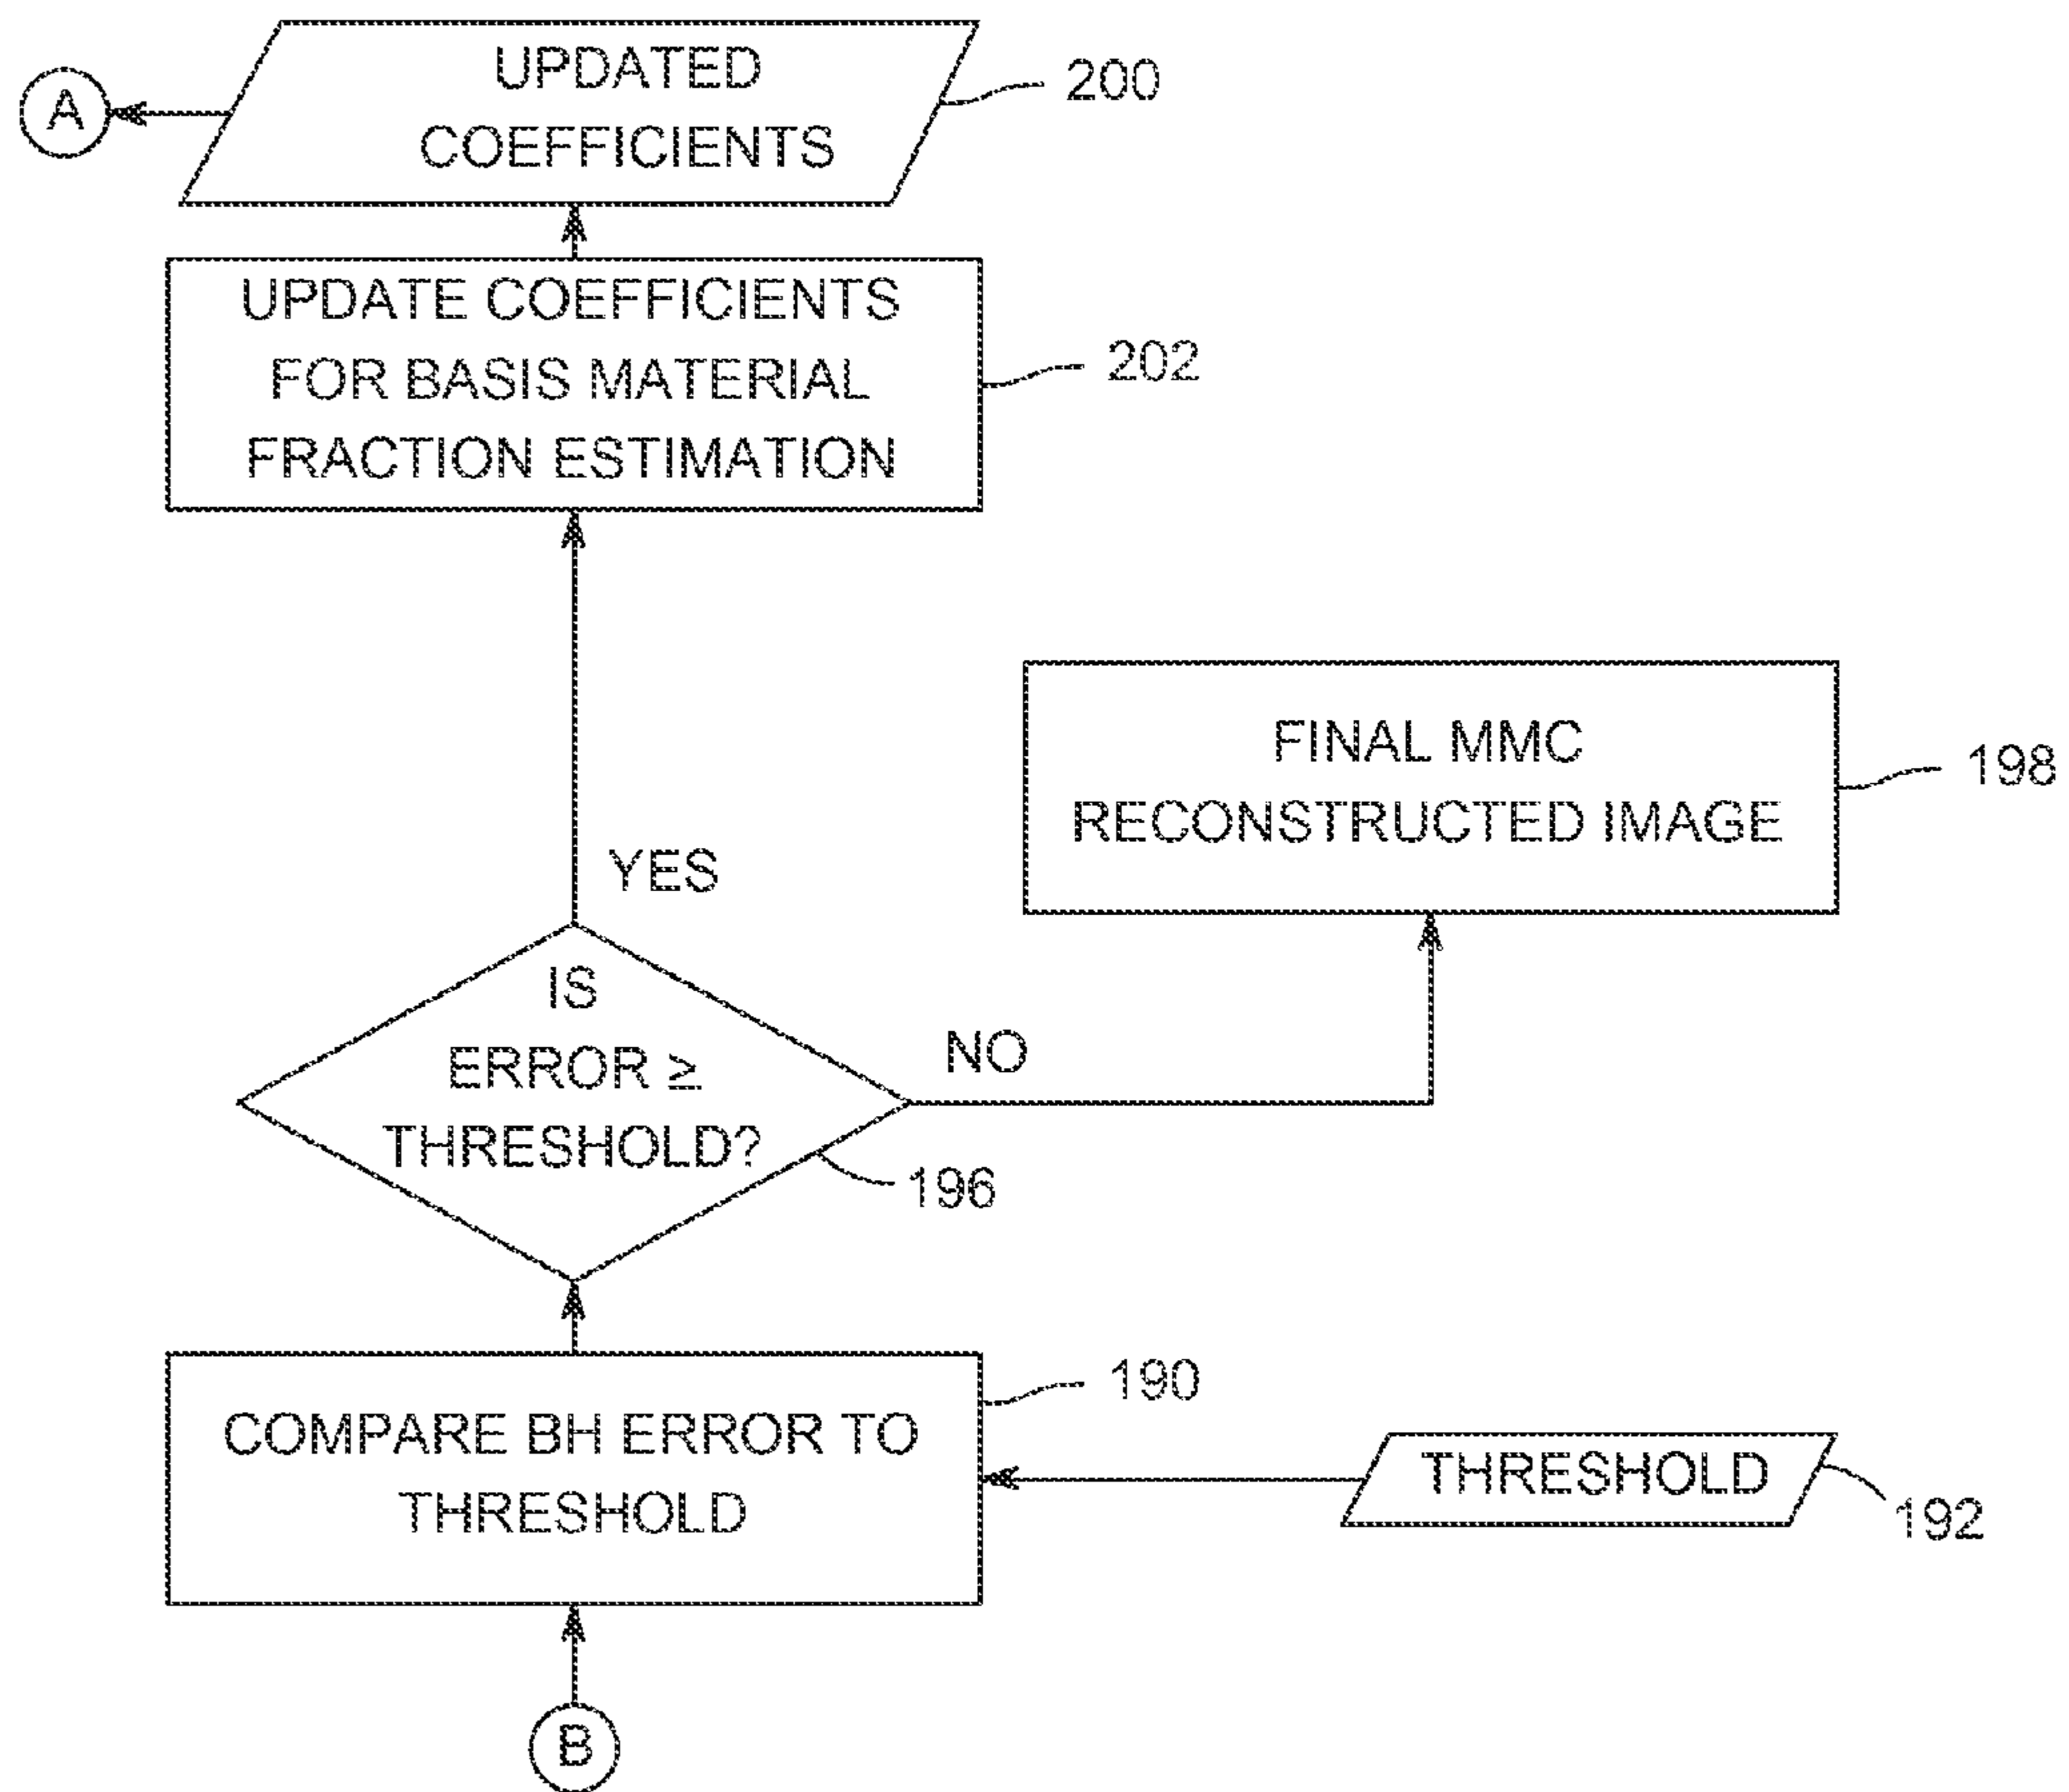 A
UPDATED
COEFFICIENTS
200
UPDATE COEFFICIENTS
FOR BASIS MATERIAL
FRACTION ESTIMATION
202
FINAL MMC
RECONSTRUCTED IMAGE
198
YES
IS
ERROR ≥
THRESHOLD?
NO
196
COMPARE BH ERROR TO
THRESHOLD
190
THRESHOLD
192
B